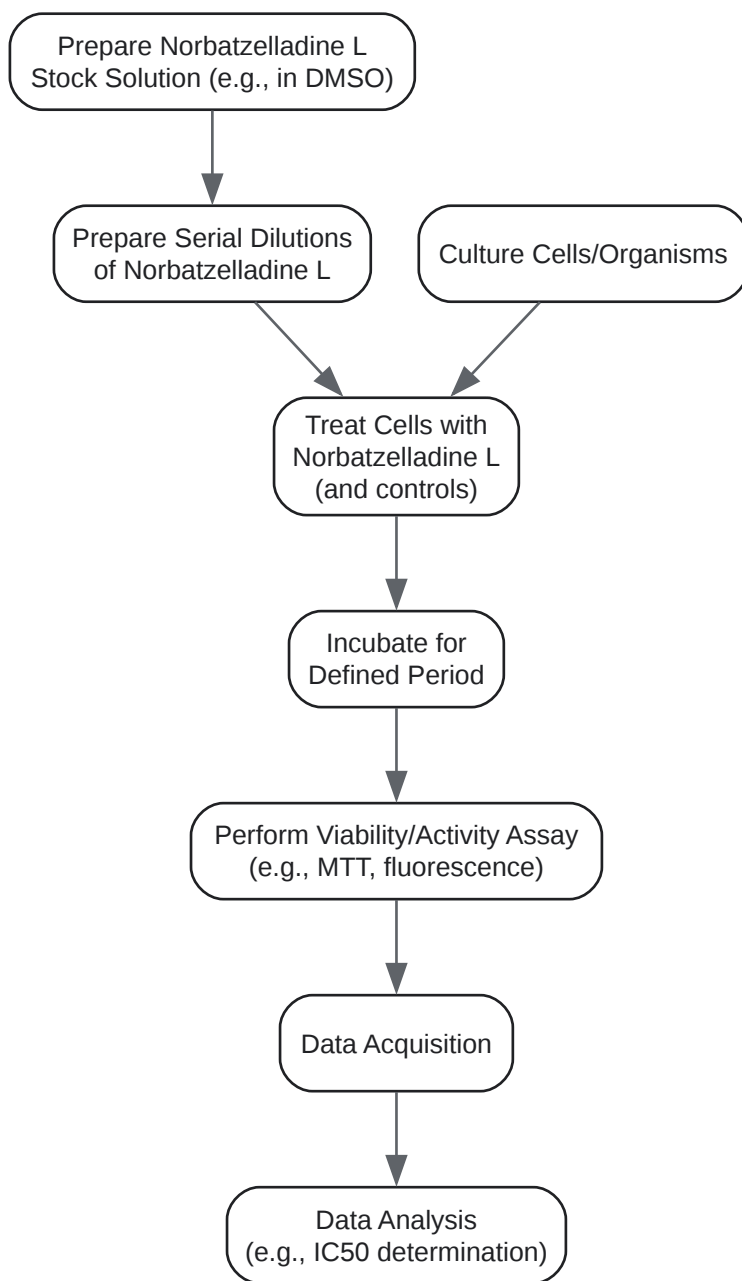 Prepare Norbatzelladine L
Stock Solution (e.g., in DMSO)
Prepare Serial Dilutions
of Norbatzelladine L
Culture Cells/Organisms
Treat Cells with
Norbatzelladine L
(and controls)
Incubate for
Defined Period
Perform Viability/Activity Assay
(e.g., MTT, fluorescence)
Data Acquisition
Data Analysis
(e.g., IC50 determination)